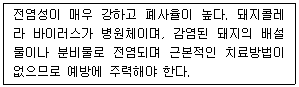 전염성이 매우 강하고 폐사율이 높다. 돼지콜레
라 바이러스가 병원체이며, 감염된 돼지의 배설
물이나 분비물로 전염되며 근본적인 치료방법이
없으므로 예방에 주력해야 한다.